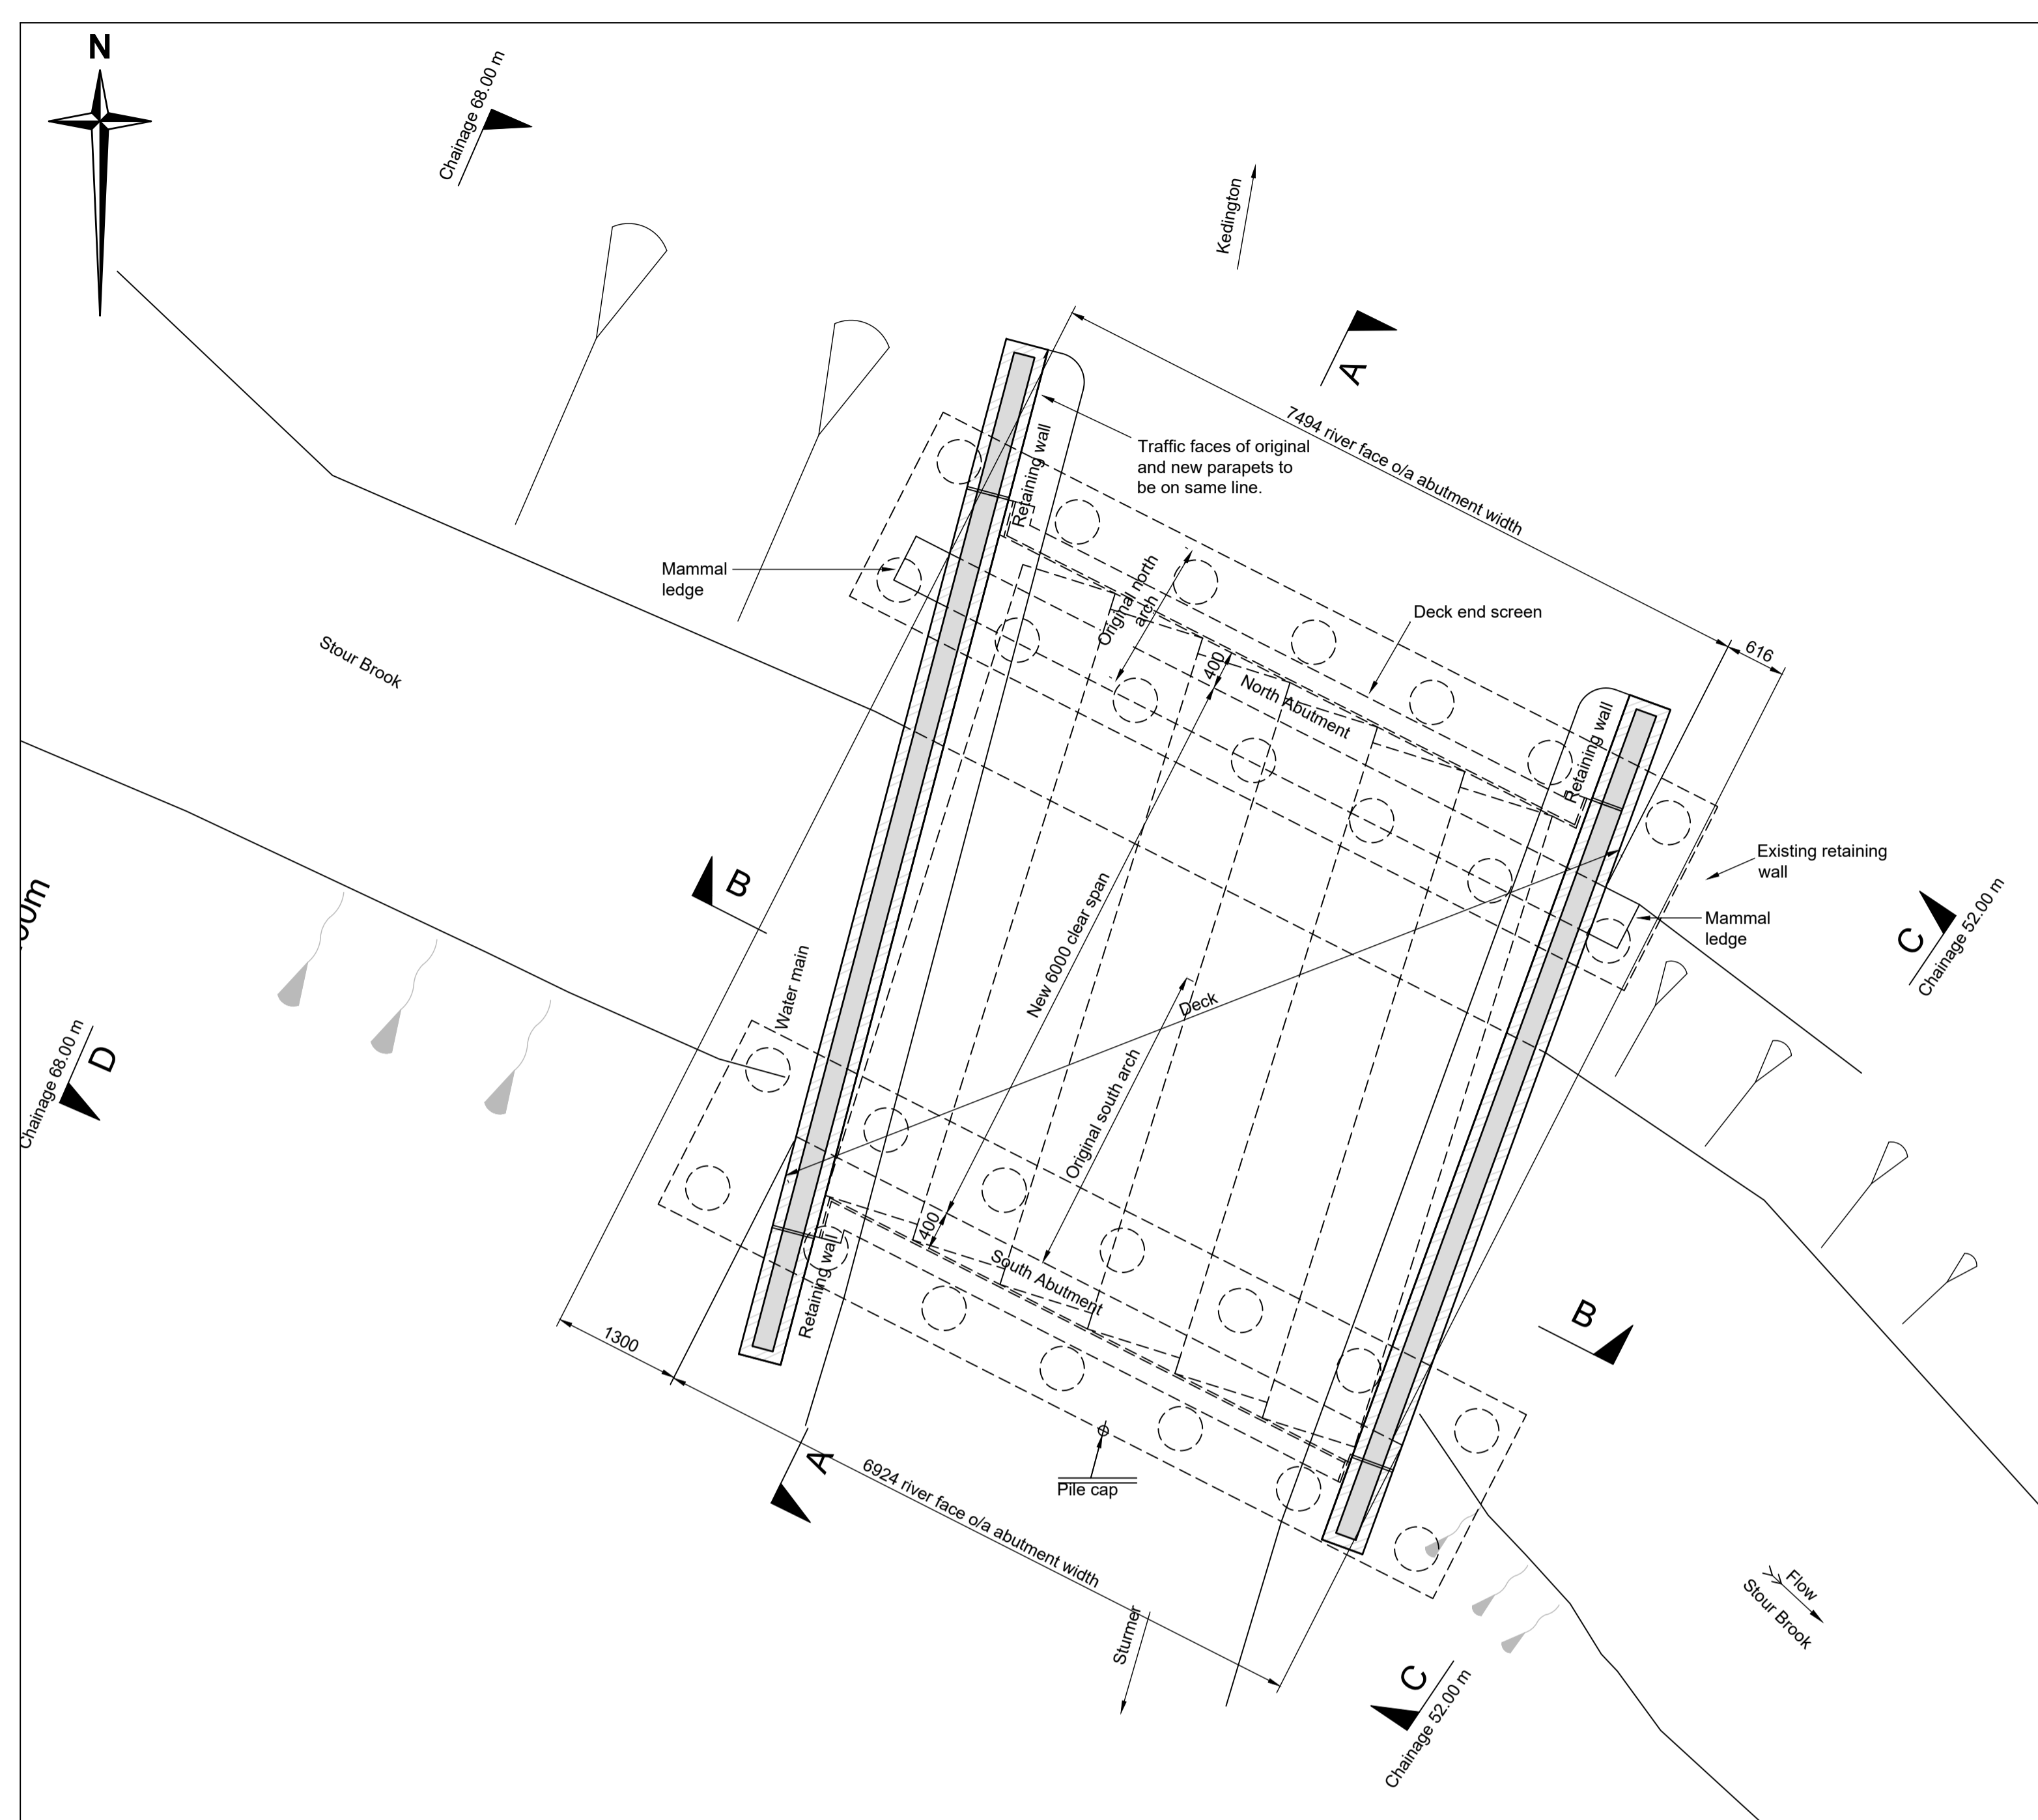 N
Chainage 68.00 m
Kedington
A
7494 river face o/a abutment width
616
Traffic faces of original
and new parapets to
be on same line.
Retaining wall
Mammal
ledge
Original north
arch
Deck end screen
400
North Abutment
Retaining wall
Stour Brook
Existing retaining
wall
Mammal
ledge
C
Chainage 52.00 m
B
New 6000 clear span
Water main
Deck
Original south arch
Chainage 68.00 m
D
400
South Abutment
Retaining wall
B
1300
A
6924 river face o/a abutment width
Pile cap
Sturmer
Flow
Stour Brook
C
Chainage 52.00 m